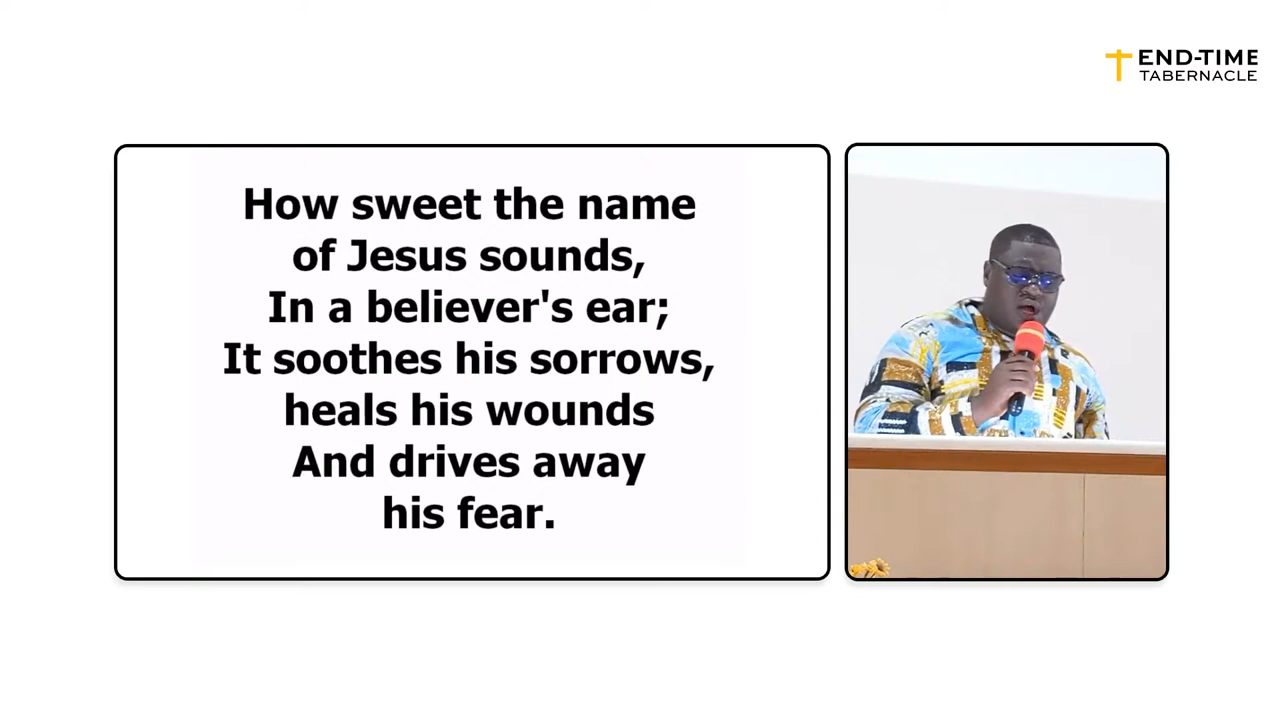 END-TIME
TABERNACLE
How sweet the name
of Jesus sounds,
In a believer's ear;
It soothes his sorrows,
heals his wounds
And drives away
his fear.